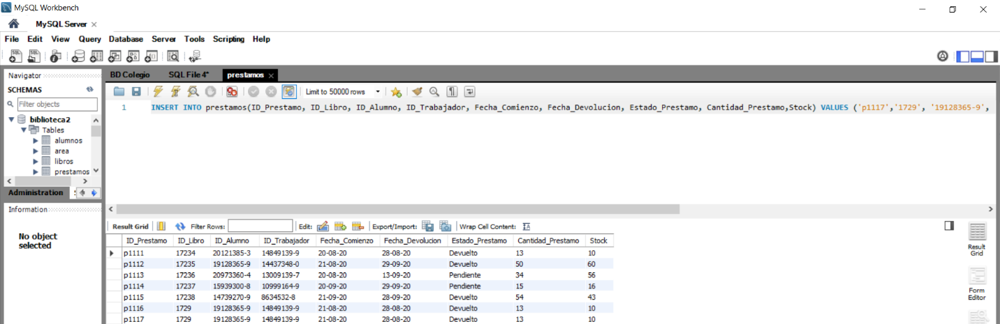 MySQL Workbench
MySQL Server
File Edit View Query Database Server Tools Scripting Help
Navigator
SCHEMAS
Filter objects
biblioteca2
Tables
alumnos
area
libros
prestamos
Administration
Information
No object
selected
BD Colegio SQL File 4* prestamos
Limit to 50000 rows
1 INSERT INTO prestamos(ID_Prestamo, ID_Libro, ID_Alumno, ID_Trabajador, Fecha_Comienzo, Fecha_Devolucion, Estado_Prestamo, Cantidad_Prestamo,Stock) VALUES ('p1117','1729', '19128365-9',
Result Grid Filter Rows: Edit: Export/Import: Wrap Cell Content:
ID_Prestamo ID_Libro ID_Alumno ID_Trabajador Fecha_Comienzo Fecha_Devolucion Estado_Prestamo Cantidad_Prestamo Stock
p1111 17234 20121385-3 14849139-9 20-08-20 28-08-20 Devuelto 13 10
p1112 17235 19128365-9 14437348-0 21-08-20 29-09-20 Devuelto 50 60
p1113 17236 20973360-4 13009139-7 20-08-20 13-09-20 Pendiente 34 56
p1114 17237 15939300-8 10999164-9 20-09-20 29-09-20 Pendiente 15 16
p1115 17238 14739270-9 8634532-8 21-09-20 28-09-20 Devuelto 54 43
p1116 1729 19128365-9 14849139-9 21-08-20 28-08-20 Devuelto 13 10
p1117 1729 19128365-9 14849139-9 21-08-20 28-08-20 Devuelto 13 10
Result
Grid
Form
Editor